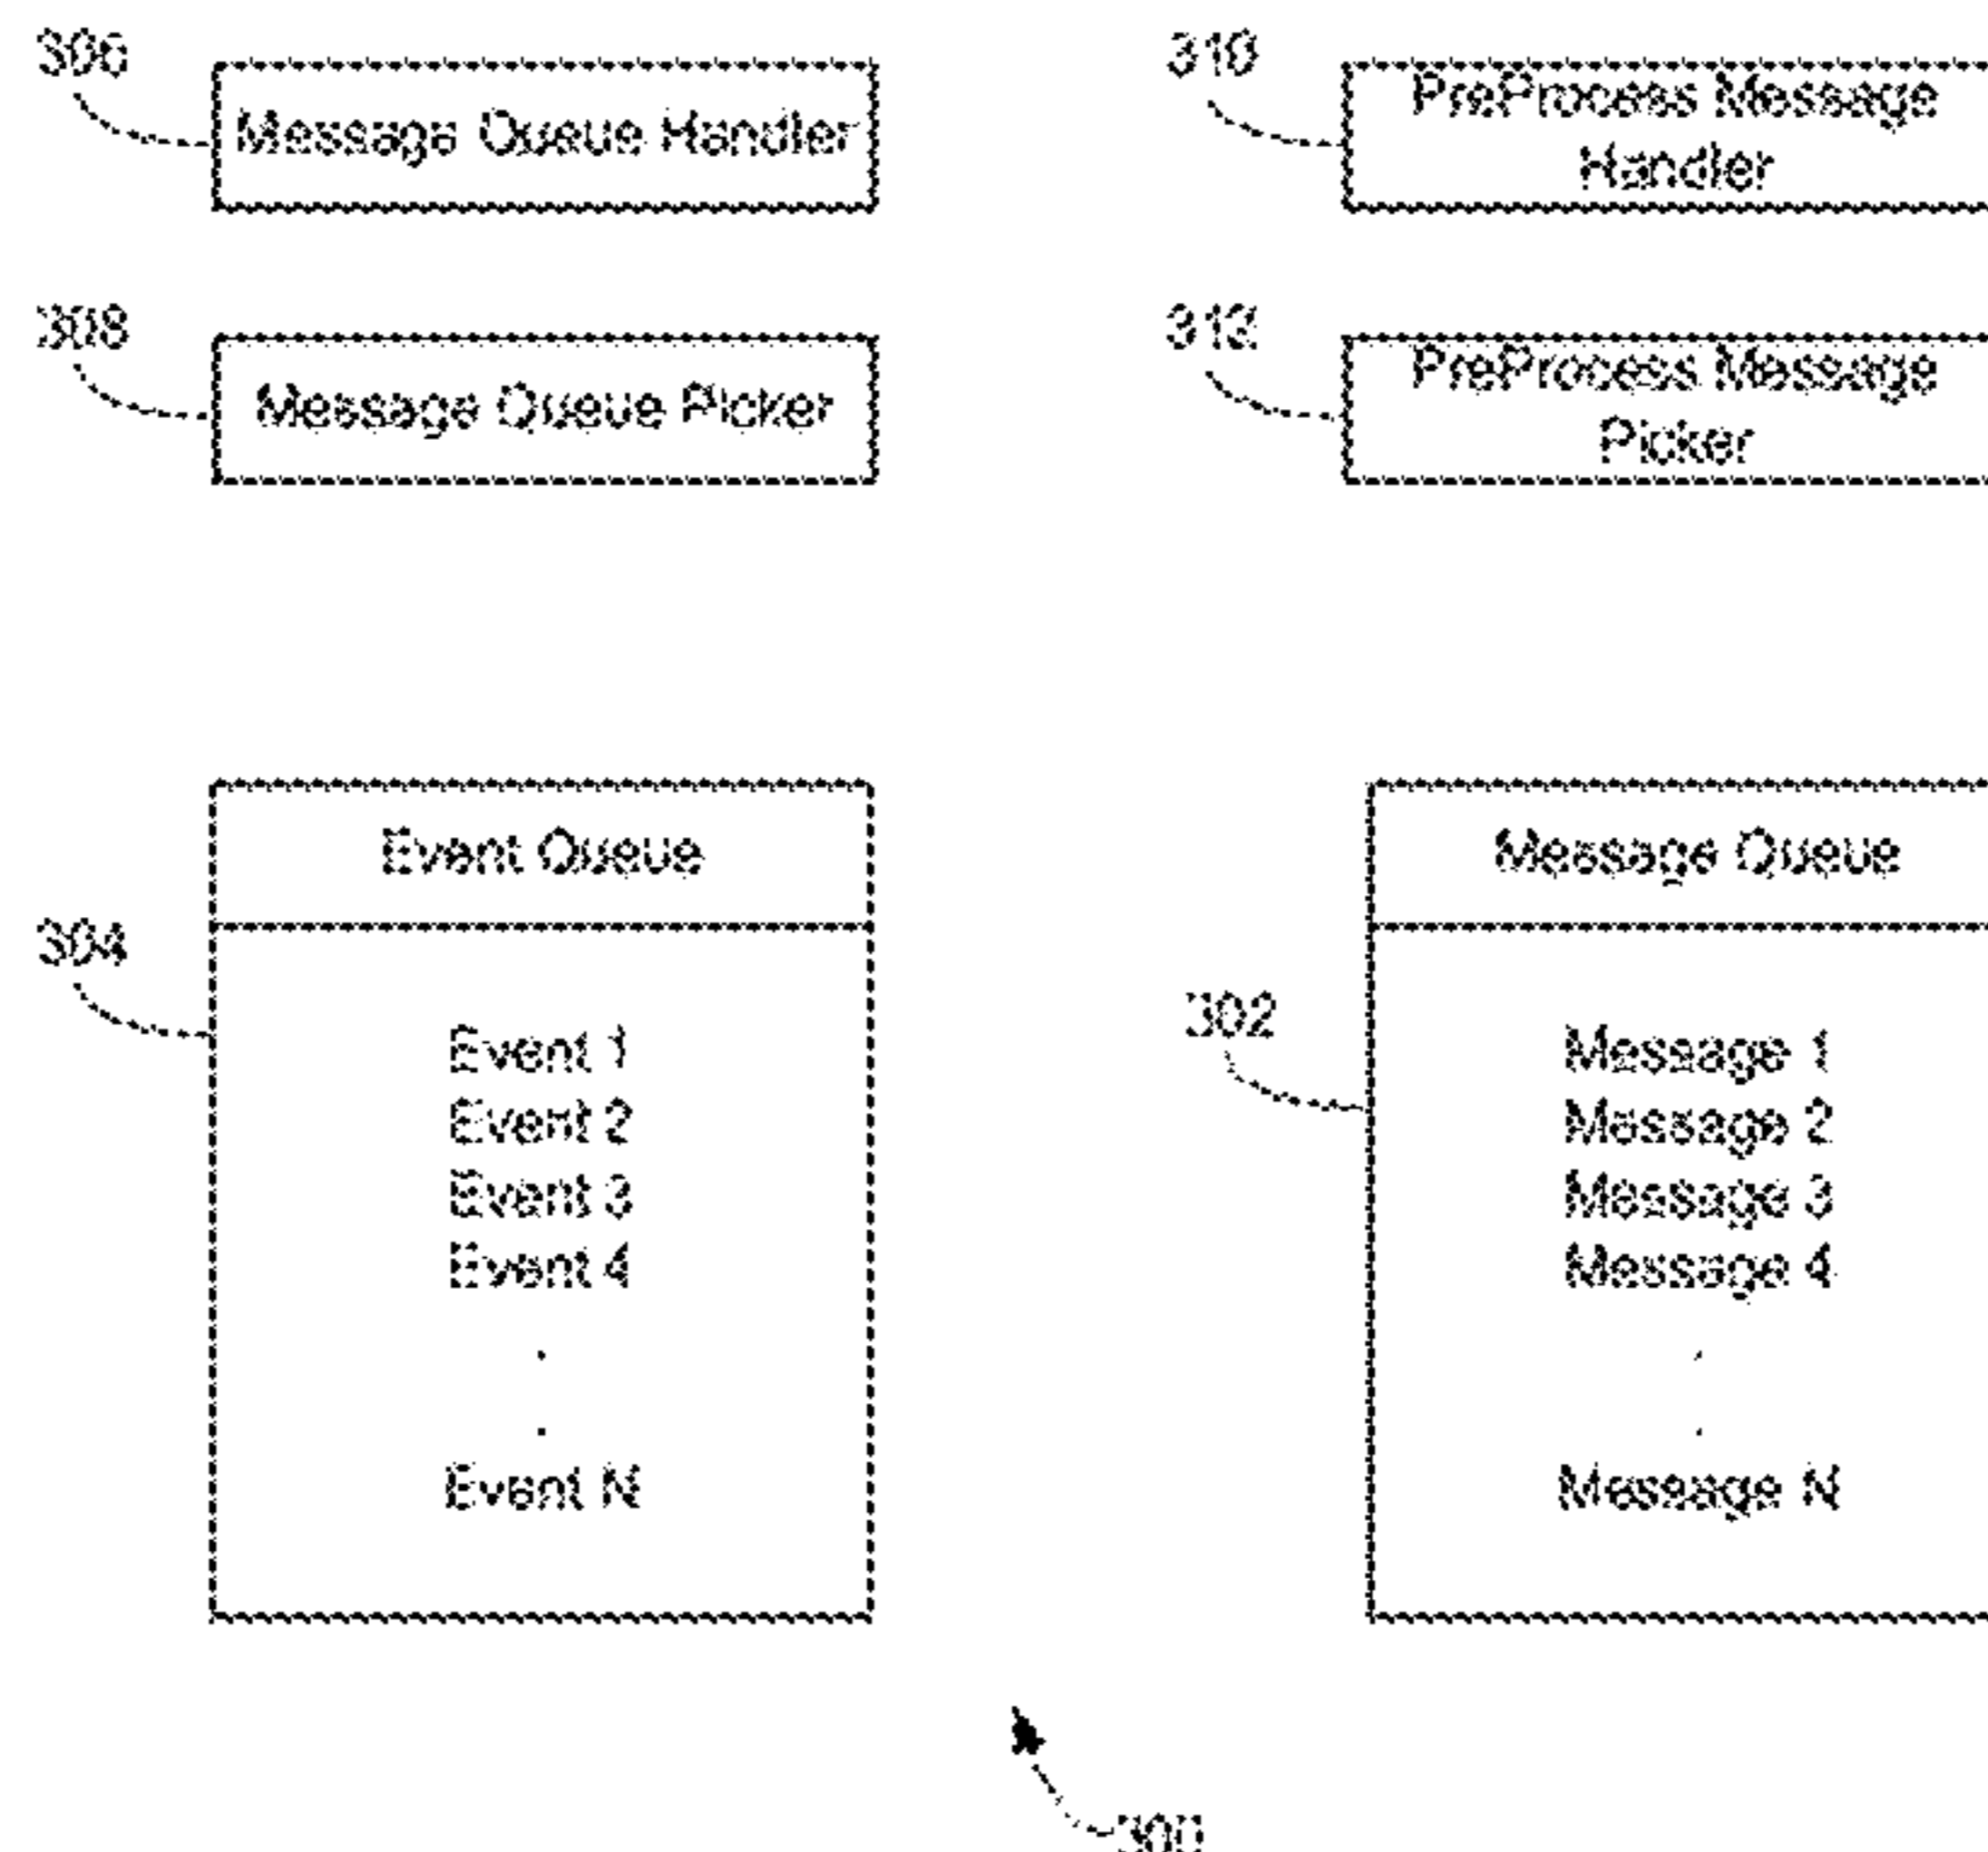 306
Message Queue Handler
310
PreProcess Message
Handler
308
Message Queue Picker
312
PreProcess Message
Picker
Event Queue
304
Event 1
Event 2
Event 3
Event 4
.
.
Event N
Message Queue
302
Message 1
Message 2
Message 3
Message 4
.
.
Message N
300